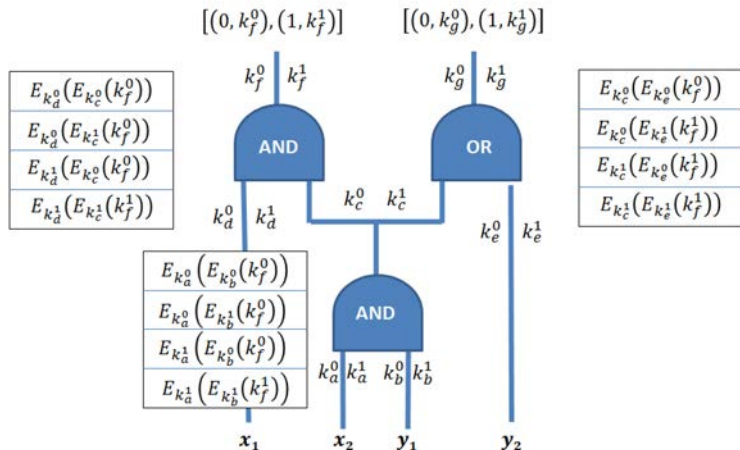 [(0, k_f^0), (1, k_f^1)]
[(0, k_g^0), (1, k_g^1)]
k_f^0 k_f^1
k_g^0 k_g^1
E_{k_d^0}(E_{k_c^0}(k_f^0))
E_{k_d^0}(E_{k_c^1}(k_f^0))
E_{k_d^1}(E_{k_c^0}(k_f^0))
E_{k_d^1}(E_{k_c^1}(k_f^1))
AND
OR
E_{k_c^0}(E_{k_e^0}(k_f^0))
E_{k_c^0}(E_{k_e^1}(k_f^1))
E_{k_c^1}(E_{k_e^0}(k_f^1))
E_{k_c^1}(E_{k_e^1}(k_f^1))
k_c^0 k_c^1
k_d^0 k_d^1
k_e^0 k_e^1
E_{k_a^0}(E_{k_b^0}(k_f^0))
E_{k_a^0}(E_{k_b^1}(k_f^0))
E_{k_a^1}(E_{k_b^0}(k_f^0))
E_{k_a^1}(E_{k_b^1}(k_f^1))
AND
k_a^0 k_a^1
k_b^0 k_b^1
x_1
x_2
y_1
y_2